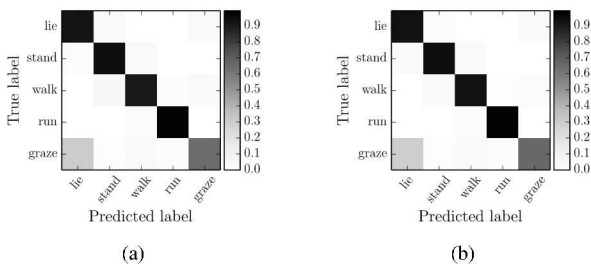 lie
stand
walk
run
graze
True label
lie
stand
walk
run
graze
Predicted label
0.9
0.8
0.7
0.6
0.5
0.4
0.3
0.2
0.1
0.0
(a)
lie
stand
walk
run
graze
True label
lie
stand
walk
run
graze
Predicted label
0.9
0.8
0.7
0.6
0.5
0.4
0.3
0.2
0.1
0.0
(b)